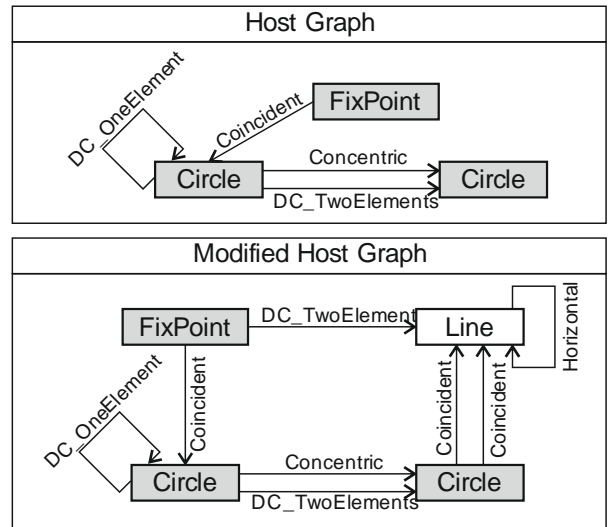 Host Graph
DC_OneElement
Coincident
FixPoint
Circle
Concentric
DC_TwoElements
Circle
Modified Host Graph
FixPoint
DC_TwoElement
Line
Horizontal
DC_OneElement
Coincident
Coincident
Coincident
Circle
Concentric
DC_TwoElements
Circle